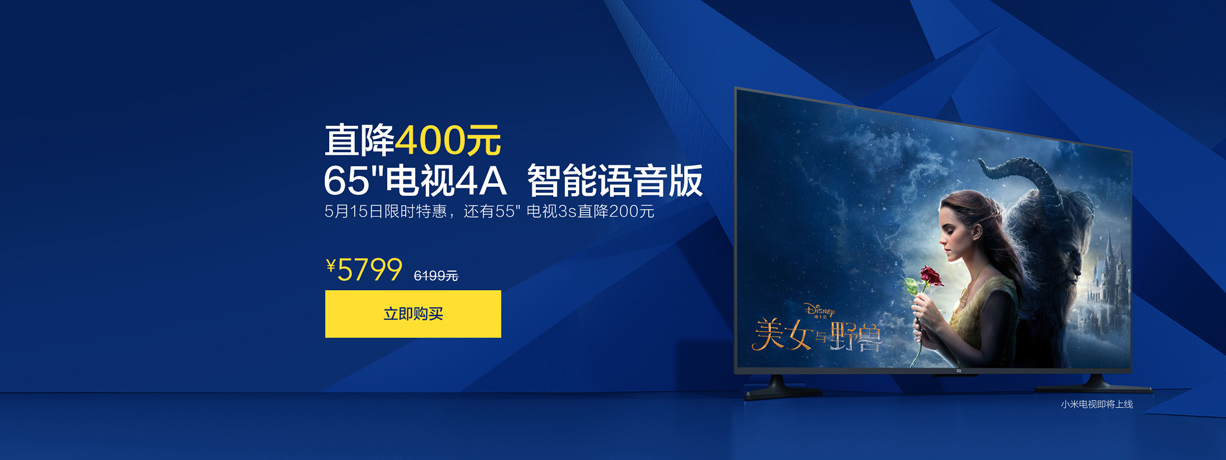 直降400元
65"电视4A 智能语音版
5月15日限时特惠，还有55" 电视3s直降200元
¥5799 6199元
立即购买
Disney
美女与野兽
小米电视即将上线